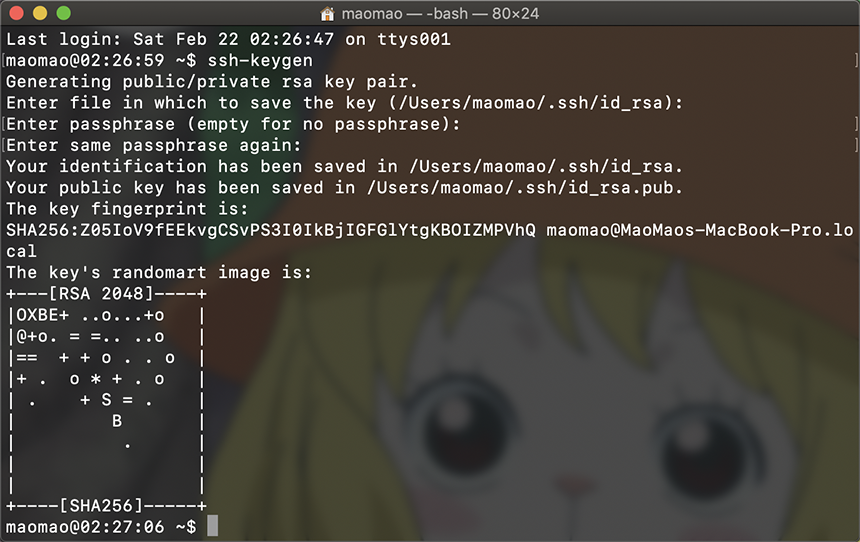 maomao — -bash — 80×24
Last login: Sat Feb 22 02:26:47 on ttys001
[maomao@02:26:59 ~$ ssh-keygen ]
Generating public/private rsa key pair.
Enter file in which to save the key (/Users/maomao/.ssh/id_rsa):
[Enter passphrase (empty for no passphrase): ]
[Enter same passphrase again: ]
Your identification has been saved in /Users/maomao/.ssh/id_rsa.
Your public key has been saved in /Users/maomao/.ssh/id_rsa.pub.
The key fingerprint is:
SHA256:Z05IoV9fEEkvgCSvPS3I0IkBjIGFGlYtgKBOIZMPVhQ maomao@MaoMaos-MacBook-Pro.lo
cal
The key's randomart image is:
+---[RSA 2048]----+
|OXBE+ ..o...+o   |
|@+o. = =.. ..o   |
|==  + + o . . o  |
|+ .  o * + . o   |
| .    + S = .    |
|         B       |
|          .      |
|                 |
|                 |
+----[SHA256]-----+
maomao@02:27:06 ~$